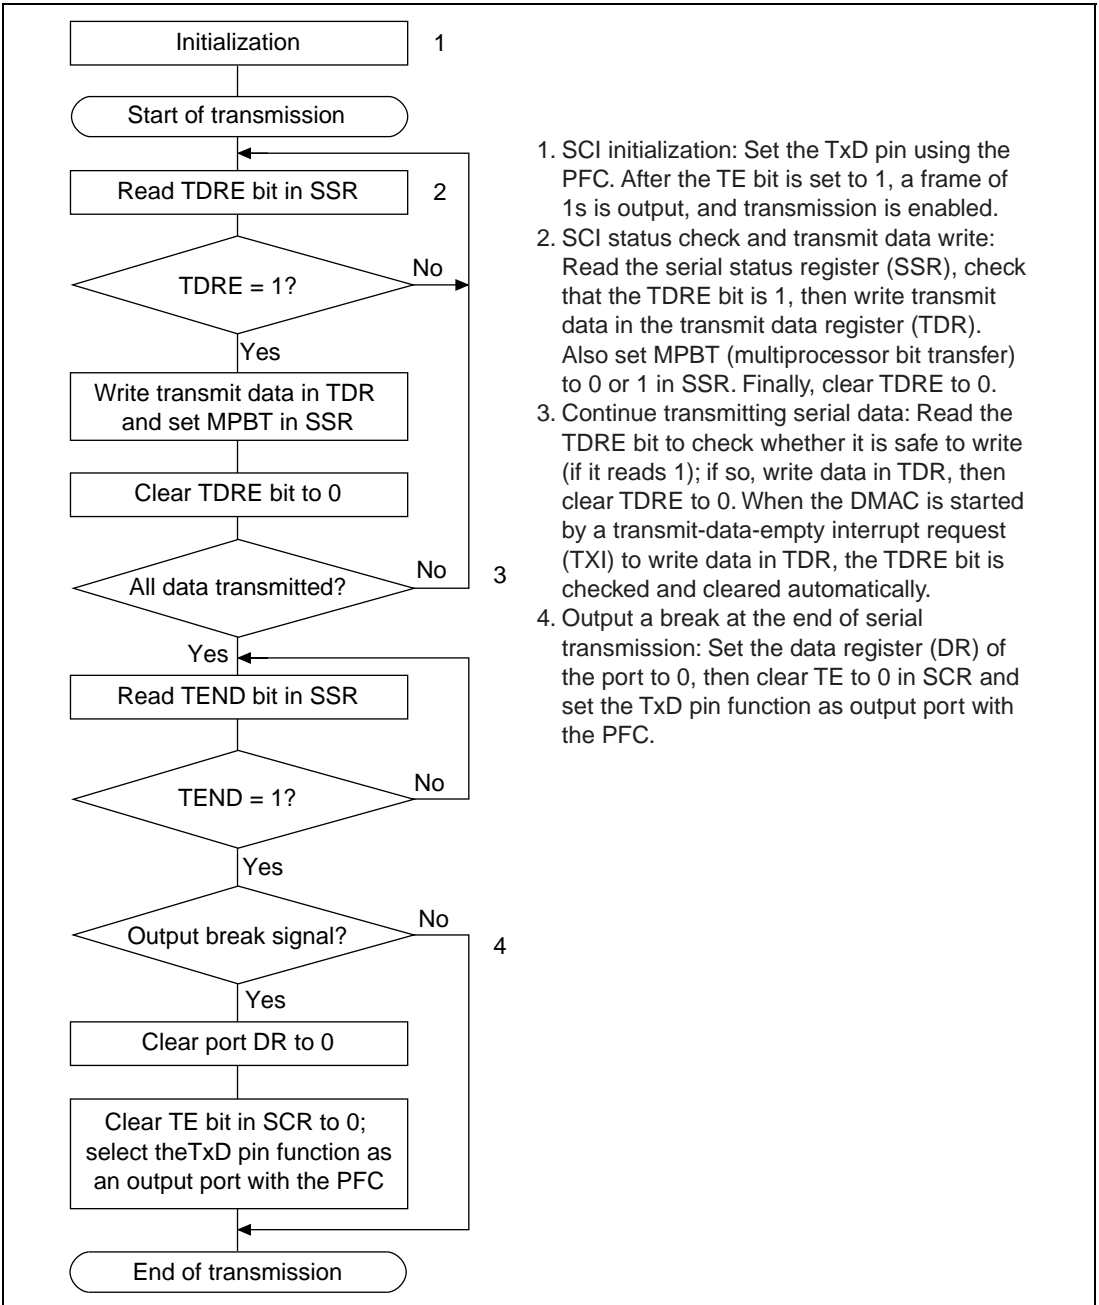 Initialization 1
Start of transmission
Read TDRE bit in SSR 2
TDRE = 1?
No
Yes
Write transmit data in TDR
and set MPBT in SSR
Clear TDRE bit to 0
All data transmitted?
No
3
Yes
Read TEND bit in SSR
TEND = 1?
No
Yes
Output break signal?
No
4
Yes
Clear port DR to 0
Clear TE bit in SCR to 0;
select theTxD pin function as
an output port with the PFC
End of transmission
1. SCI initialization: Set the TxD pin using the
PFC. After the TE bit is set to 1, a frame of
1s is output, and transmission is enabled.
2. SCI status check and transmit data write:
Read the serial status register (SSR), check
that the TDRE bit is 1, then write transmit
data in the transmit data register (TDR).
Also set MPBT (multiprocessor bit transfer)
to 0 or 1 in SSR. Finally, clear TDRE to 0.
3. Continue transmitting serial data: Read the
TDRE bit to check whether it is safe to write
(if it reads 1); if so, write data in TDR, then
clear TDRE to 0. When the DMAC is started
by a transmit-data-empty interrupt request
(TXI) to write data in TDR, the TDRE bit is
checked and cleared automatically.
4. Output a break at the end of serial
transmission: Set the data register (DR) of
the port to 0, then clear TE to 0 in SCR and
set the TxD pin function as output port with
the PFC.